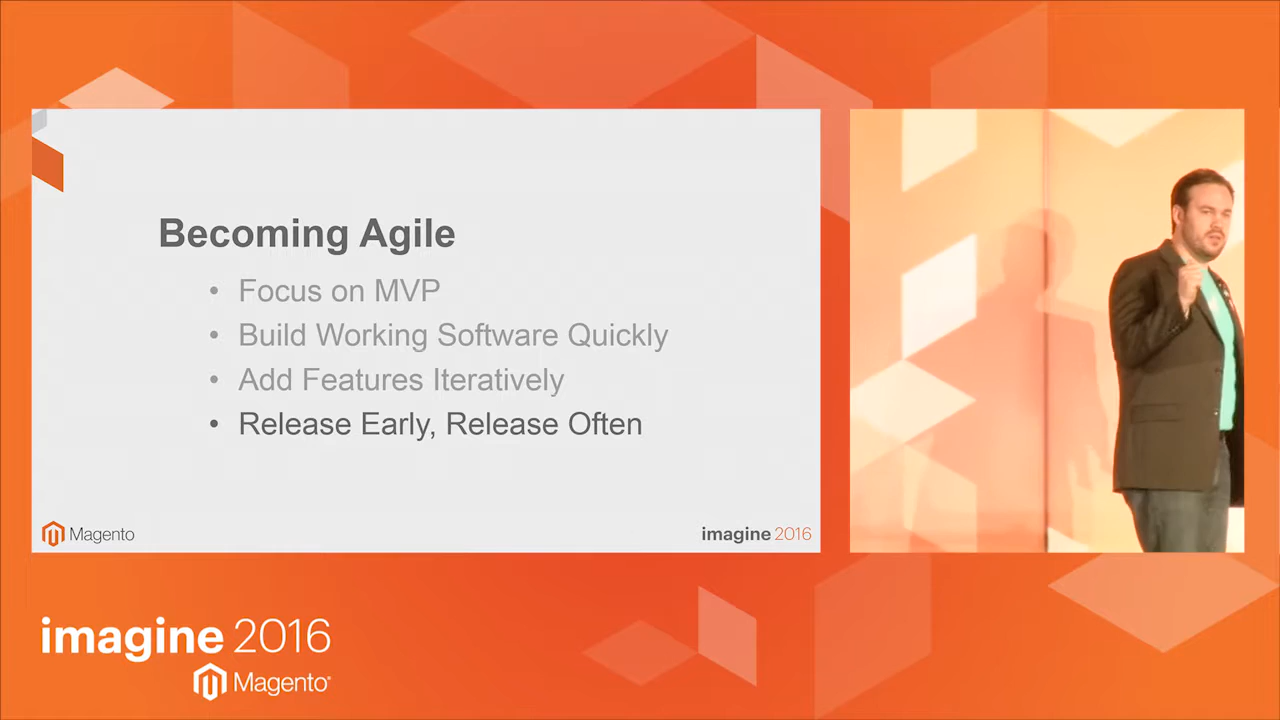 Becoming Agile
• Focus on MVP
• Build Working Software Quickly
• Add Features Iteratively
• Release Early, Release Often
Magento
imagine 2016
imagine 2016
Magento®